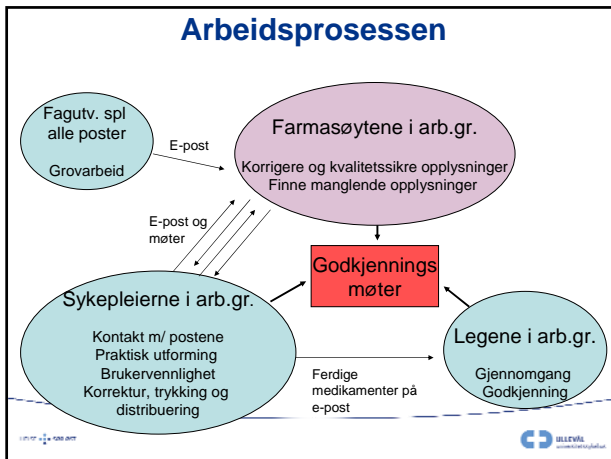 Arbeidsprosessen
Fagutv. spl
alle poster
Grovarbeid
E-post
Farmasøytene i arb.gr.
Korrigere og kvalitetssikre opplysninger
Finne manglende opplysninger
E-post og
møter
Godkjennings
møter
Sykepleierne i arb.gr.
Kontakt m/ postene
Praktisk utforming
Brukervennlighet
Korrektur, trykking og
distribuering
Ferdige
medikamenter på
e-post
Legene i arb.gr.
Gjennomgang
Godkjenning
ULLEVÅL
universitetssykehus